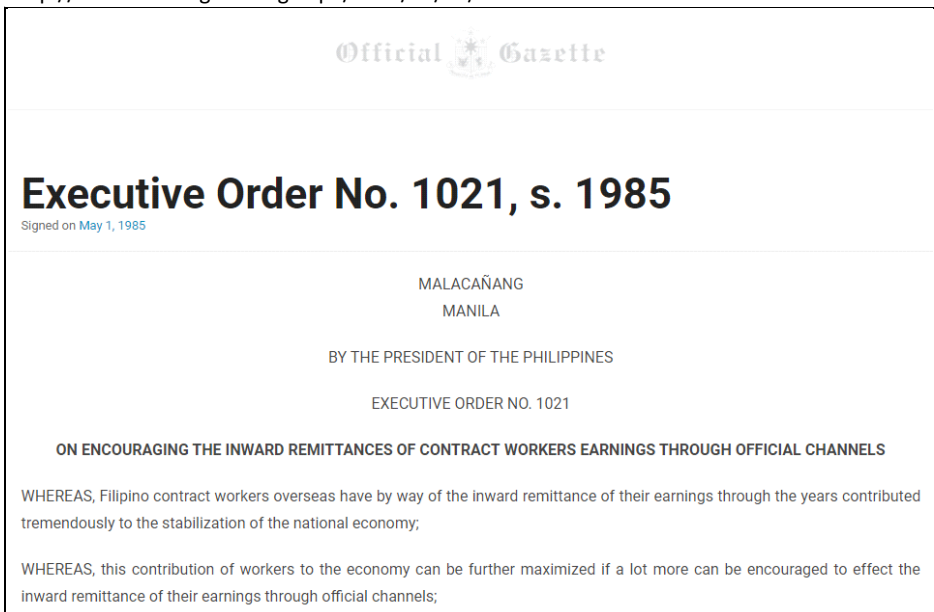 Official Gazette
Executive Order No. 1021, s. 1985
Signed on May 1, 1985
MALACAÑANG
MANILA
BY THE PRESIDENT OF THE PHILIPPINES
EXECUTIVE ORDER NO. 1021
ON ENCOURAGING THE INWARD REMITTANCES OF CONTRACT WORKERS EARNINGS THROUGH OFFICIAL CHANNELS
WHEREAS, Filipino contract workers overseas have by way of the inward remittance of their earnings through the years contributed
tremendously to the stabilization of the national economy;
WHEREAS, this contribution of workers to the economy can be further maximized if a lot more can be encouraged to effect the
inward remittance of their earnings through official channels;